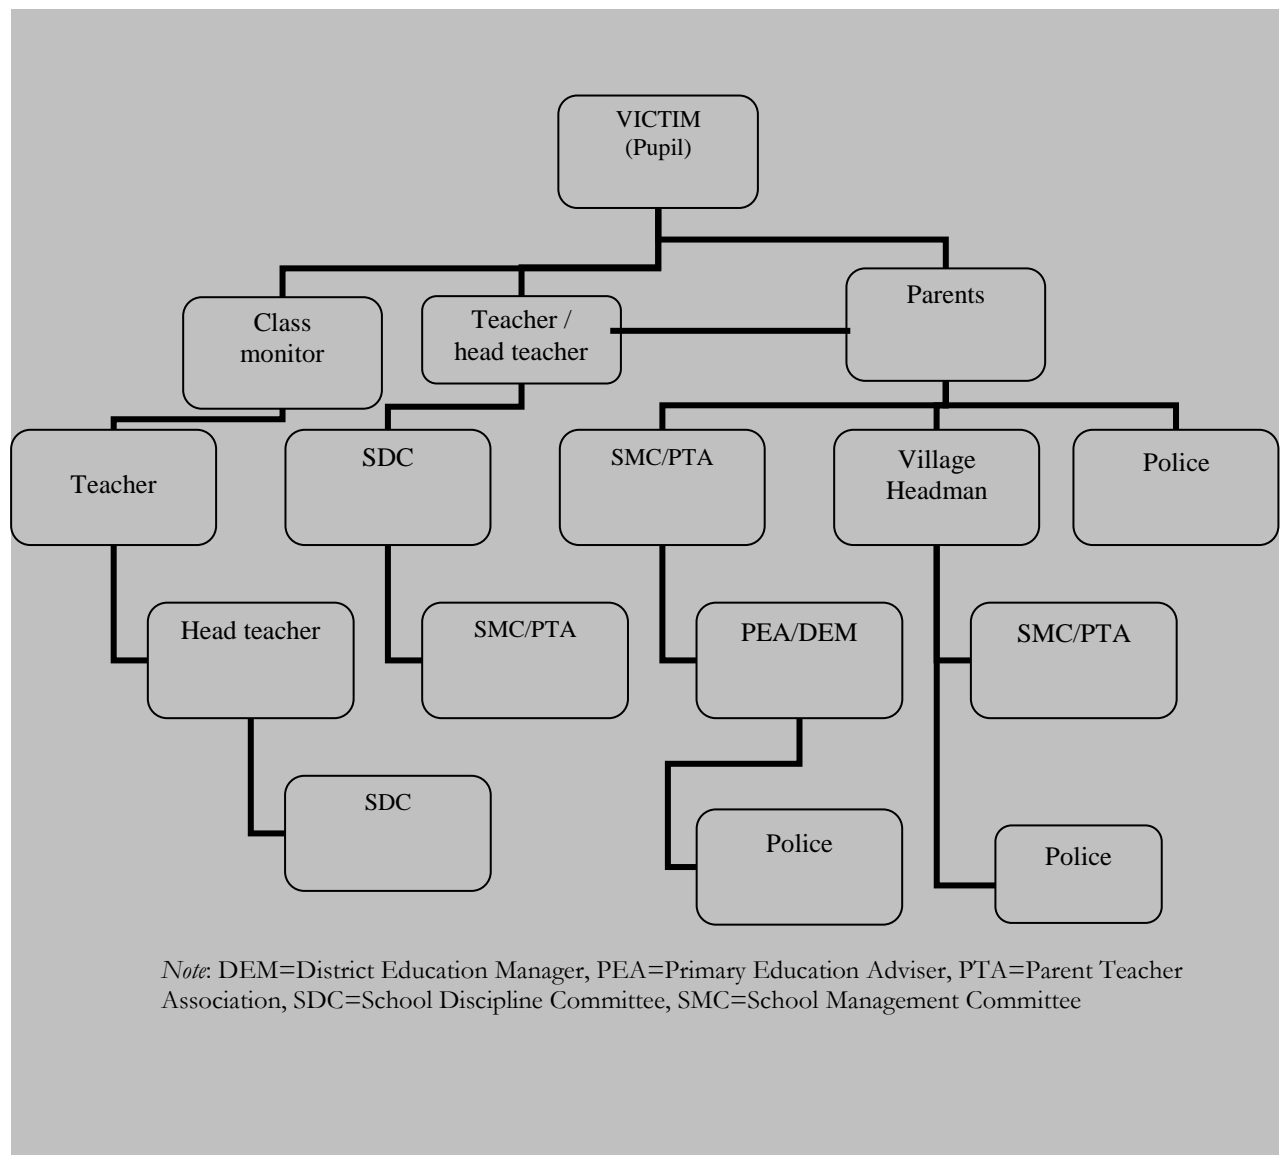 VICTIM
(Pupil)
Class
monitor
Teacher /
head teacher
Parents
Teacher
SDC
SMC/PTA
Village
Headman
Police
Head teacher
SMC/PTA
PEA/DEM
SMC/PTA
SDC
Police
Police
Note: DEM=District Education Manager, PEA=Primary Education Adviser, PTA=Parent Teacher
Association, SDC=School Discipline Committee, SMC=School Management Committee